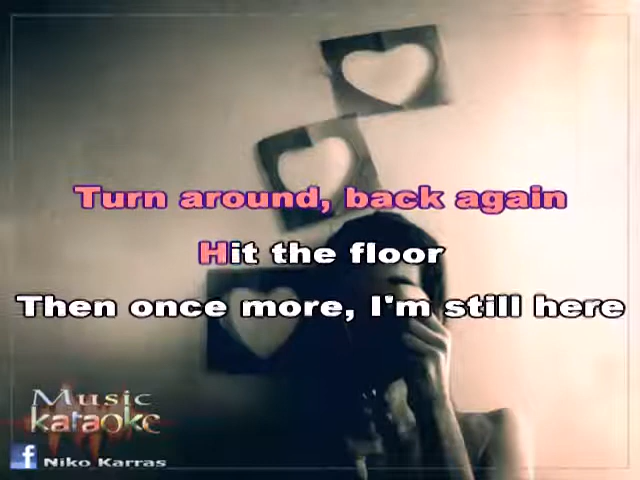 Turn around, back again
Hit the floor
Then once more, I'm still here
Music
karaoke
f Niko Karras